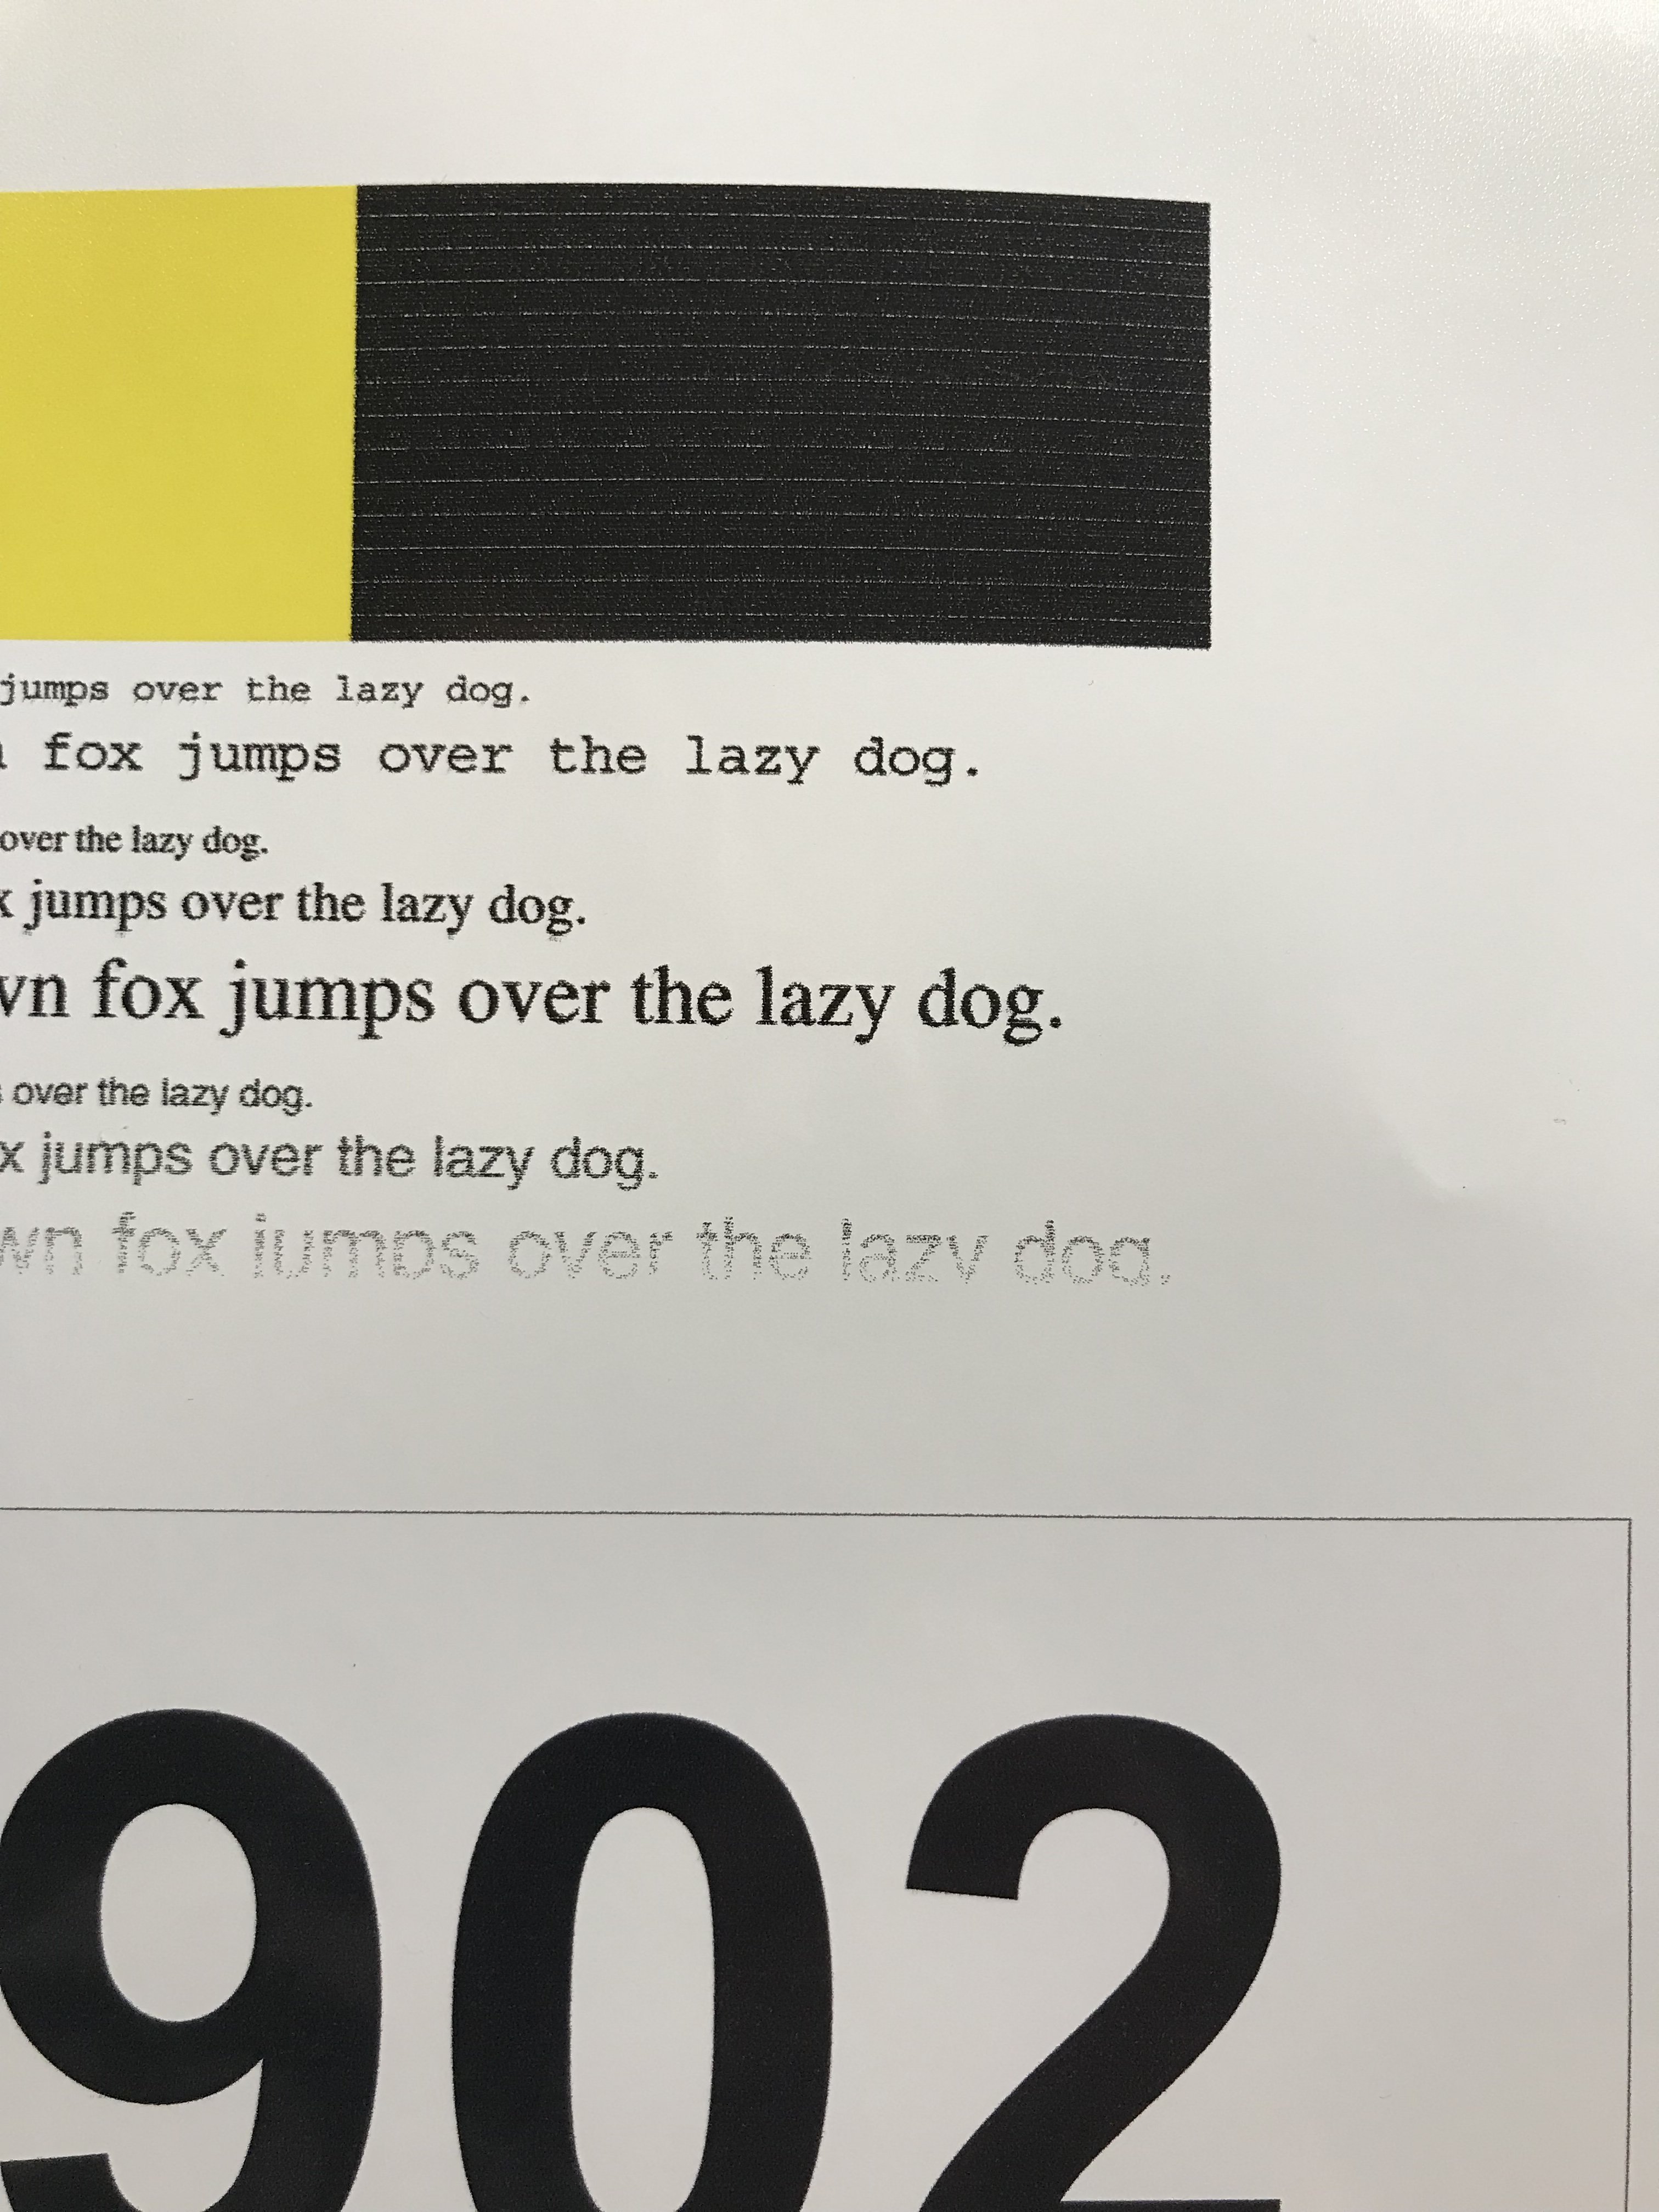 jumps over the lazy dog.
fox jumps over the lazy dog.
over the lazy dog.
jumps over the lazy dog.
fox jumps over the lazy dog.
over the lazy dog.
jumps over the lazy dog.
fox jumps over the lazy dog.
902